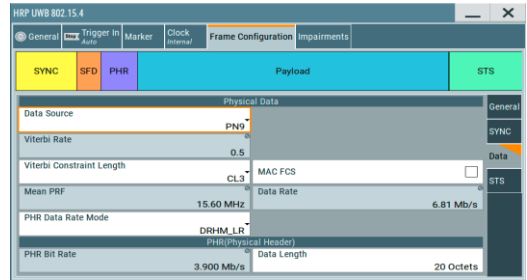 HRP UWB 802.15.4
General
Trigger In
Auto
Marker
Clock
Internal
Frame Configuration
Impairments
SYNC SFD PHR Payload STS
Physical Data
General
SYNC
Data
STS
Data Source
PN9
Viterbi Rate
0.5
Viterbi Constraint Length
CL3
MAC FCS
Mean PRF
15.60 MHz
Data Rate
6.81 Mb/s
PHR Data Rate Mode
DRHM_LR
PHR(Physical Header)
PHR Bit Rate
3.900 Mb/s
Data Length
20 Octets